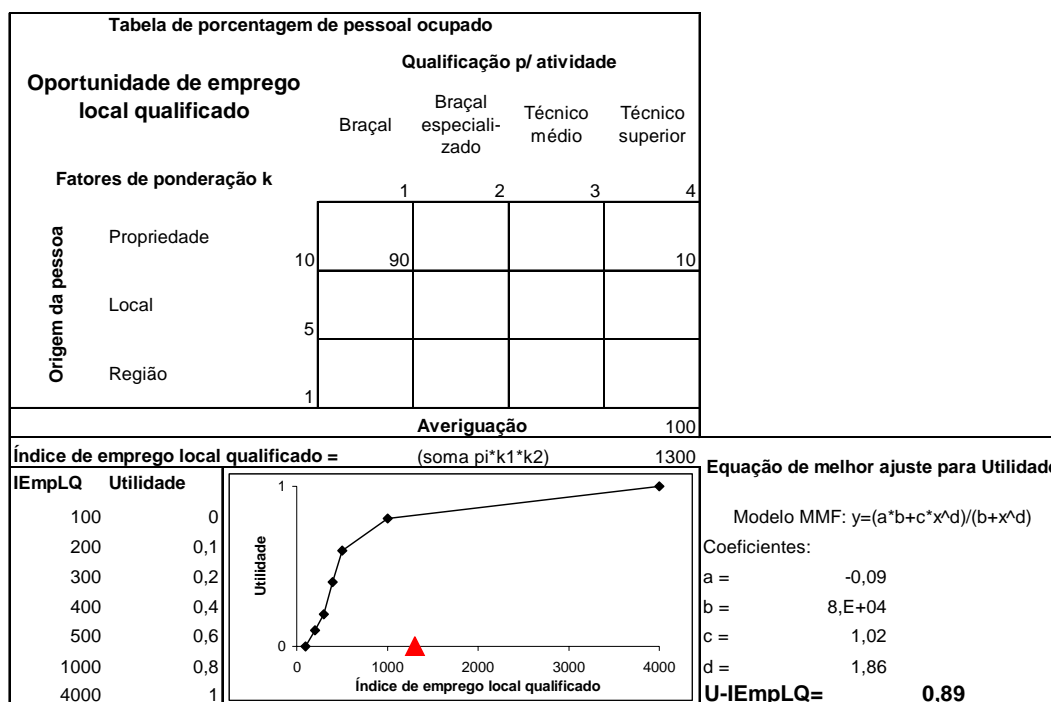 Tabela de porcentagem de pessoal ocupado
Oportunidade de emprego
local qualificado
Qualificação p/ atividade
Braçal
Braçal
especiali-
zado
Técnico
médio
Técnico
superior
Fatores de ponderação k
1 2 3 4
Origem da pessoa
Propriedade 10 90 10
Local 5
Região 1
Averiguação 100
Índice de emprego local qualificado = (soma pi*k1*k2) 1300
IEmpLQ Utilidade
100 0
200 0,1
300 0,2
400 0,4
500 0,6
1000 0,8
4000 1
Utilidade
1
0
0 1000 2000 3000 4000
Índice de emprego local qualificado
Equação de melhor ajuste para Utilidade
Modelo MMF: y=(a*b+c*x^d)/(b+x^d)
Coeficientes:
a = -0,09
b = 8,E+04
c = 1,02
d = 1,86
U-IEmpLQ= 0,89